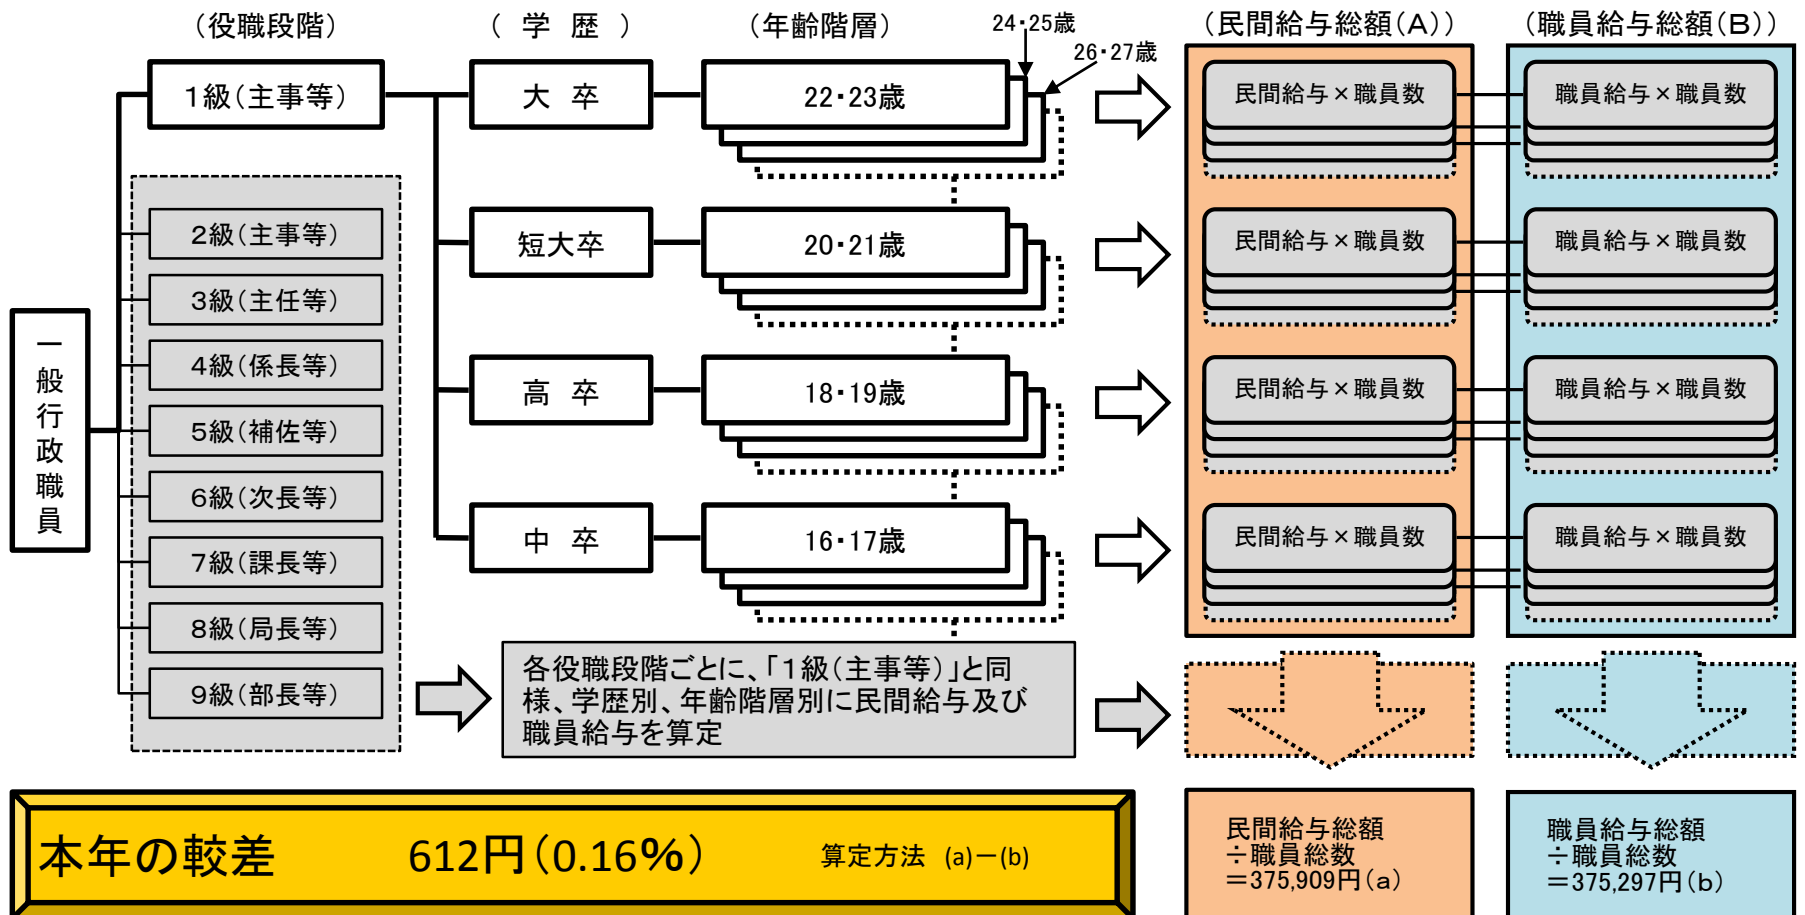 (役職段階)
( 学 歴 )
(年齢階層)
24・25歳
26・27歳
(民間給与総額(A))
(職員給与総額(B))
一般行政職員
1級(主事等)
2級(主事等)
3級(主任等)
4級(係長等)
5級(補佐等)
6級(次長等)
7級(課長等)
8級(局長等)
9級(部長等)
大 卒
22・23歳
民間給与×職員数
職員給与×職員数
短大卒
20・21歳
民間給与×職員数
職員給与×職員数
高 卒
18・19歳
民間給与×職員数
職員給与×職員数
中 卒
16・17歳
民間給与×職員数
職員給与×職員数
各役職段階ごとに、「1級(主事等)」と同
様、学歴別、年齢階層別に民間給与及び
職員給与を算定
本年の較差 612円(0.16%) 算定方法 (a)-(b)
民間給与総額
÷職員総数
=375,909円(a)
職員給与総額
÷職員総数
=375,297円(b)